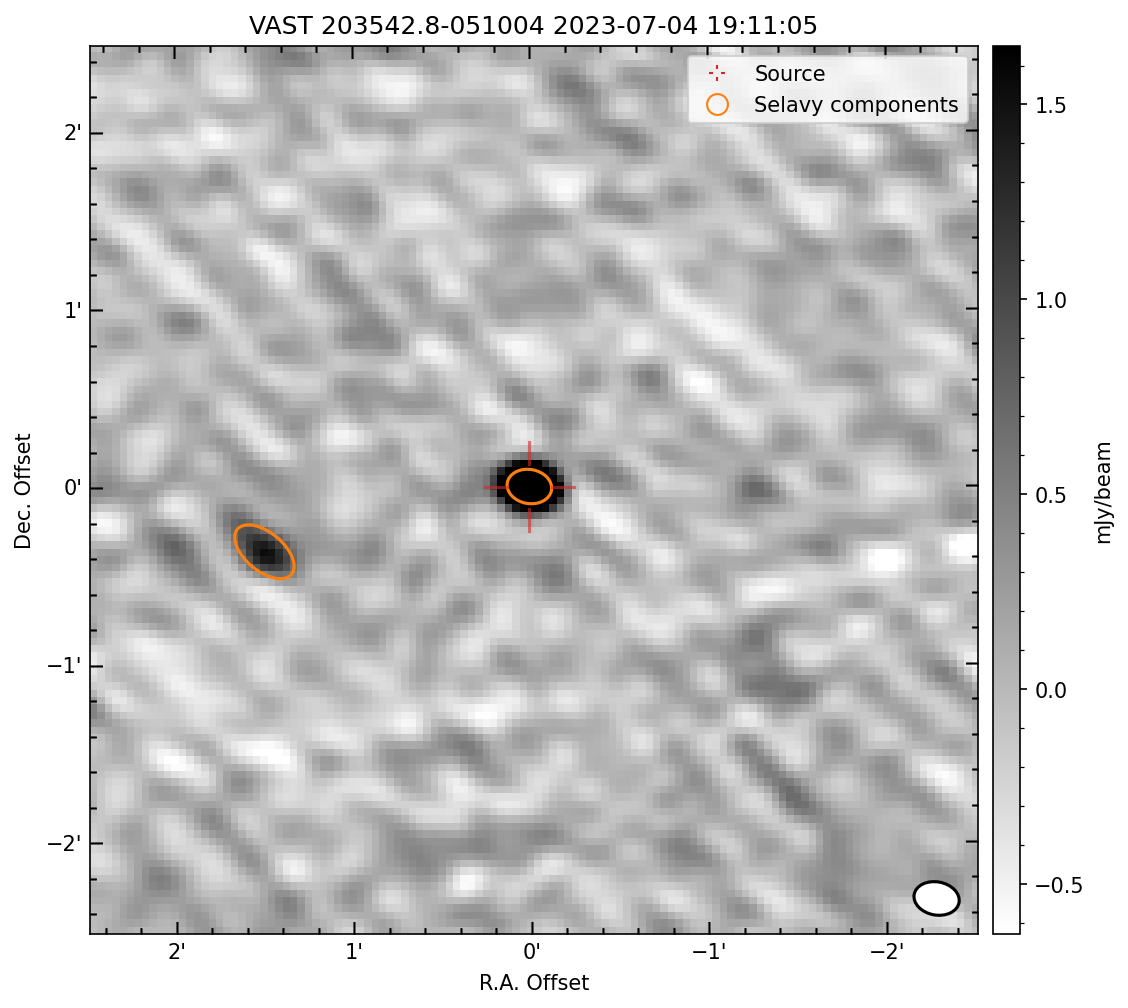 VAST 203542.8-051004 2023-07-04 19:11:05
Source
Selavy components
2'
1'
0'
−1'
−2'
Dec. Offset
2'
1'
0'
−1'
−2'
R.A. Offset
1.5
1.0
0.5
0.0
−0.5
mJy/beam